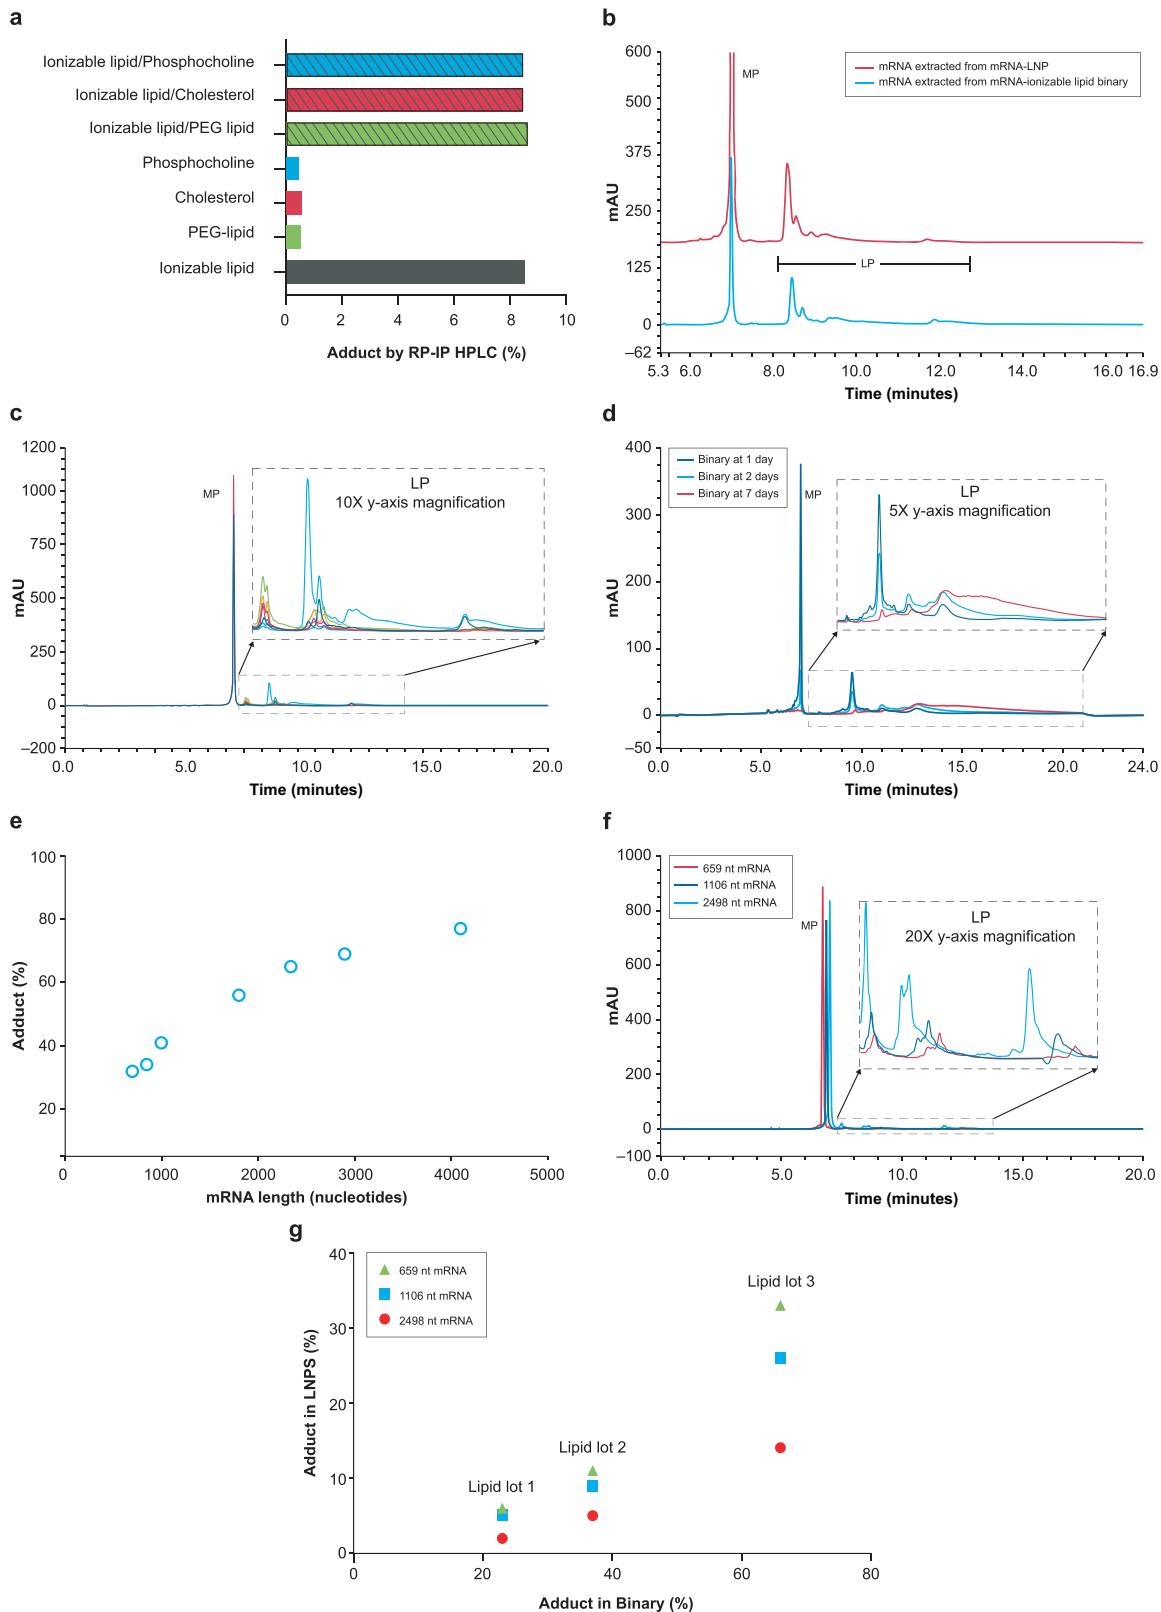 a
Ionizable lipid/Phosphocholine
Ionizable lipid/Cholesterol
Ionizable lipid/PEG lipid
Phosphocholine
Cholesterol
PEG-lipid
Ionizable lipid
0 2 4 6 8 10
Adduct by RP-IP HPLC (%)
b
600
500
375
250
125
0
–62
mAU
MP
mRNA extracted from mRNA-LNP
mRNA extracted from mRNA-ionizable lipid binary
LP
5.3 6.0 8.0 10.0 12.0 14.0 16.0 16.9
Time (minutes)
c
1200
1000
750
500
250
0
–200
mAU
MP
LP
10X y-axis magnification
0.0 5.0 10.0 15.0 20.0
Time (minutes)
d
400
300
200
100
0
–50
mAU
Binary at 1 day
Binary at 2 days
Binary at 7 days
MP
LP
5X y-axis magnification
0.0 5.0 10.0 15.0 20.0 24.0
Time (minutes)
e
100
80
60
40
20
Adduct (%)
0 1000 2000 3000 4000 5000
mRNA length (nucleotides)
f
1000
800
600
400
200
0
–100
mAU
659 nt mRNA
1106 nt mRNA
2498 nt mRNA
MP
LP
20X y-axis magnification
0.0 5.0 10.0 15.0 20.0
Time (minutes)
g
40
30
20
10
0
Adduct in LNPS (%)
659 nt mRNA
1106 nt mRNA
2498 nt mRNA
Lipid lot 3
Lipid lot 2
Lipid lot 1
0 20 40 60 80
Adduct in Binary (%)